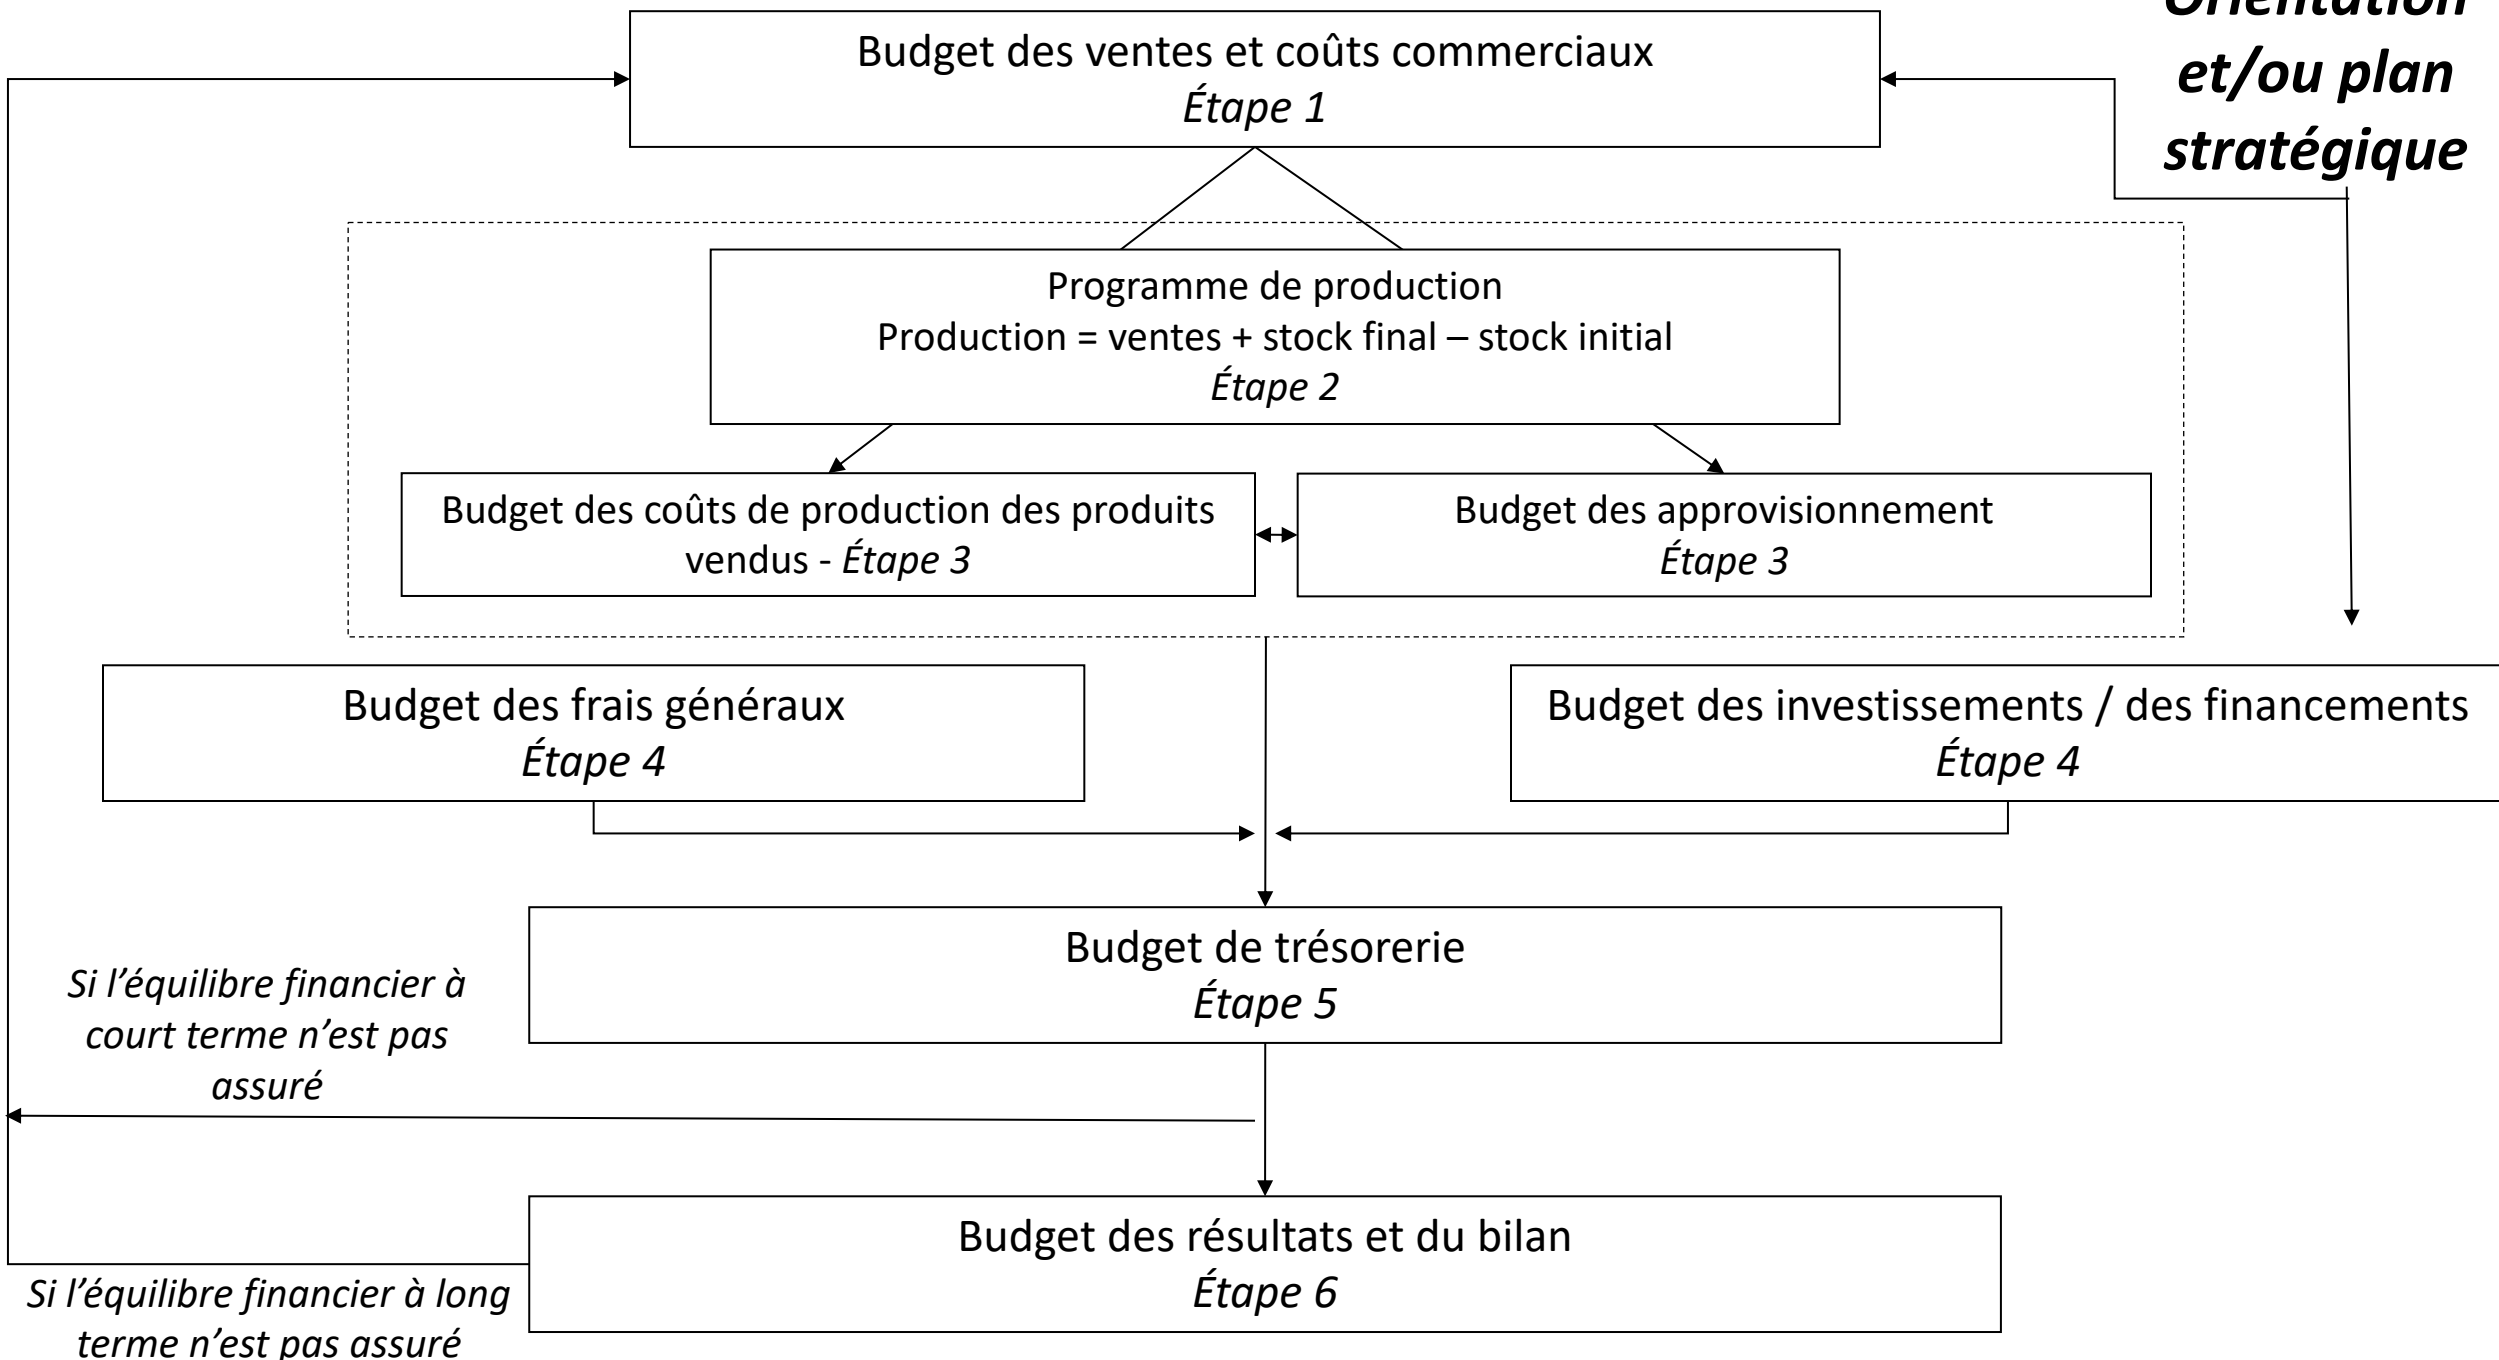 Budget des ventes et coûts commerciaux
Étape 1
Orientation
et/ou plan
stratégique
Programme de production
Production = ventes + stock final – stock initial
Étape 2
Budget des coûts de production des produits
vendus - Étape 3
Budget des approvisionnement
Étape 3
Budget des frais généraux
Étape 4
Budget des investissements / des financements
Étape 4
Budget de trésorerie
Étape 5
Si l’équilibre financier à
court terme n’est pas
assuré
Budget des résultats et du bilan
Étape 6
Si l’équilibre financier à long
terme n’est pas assuré